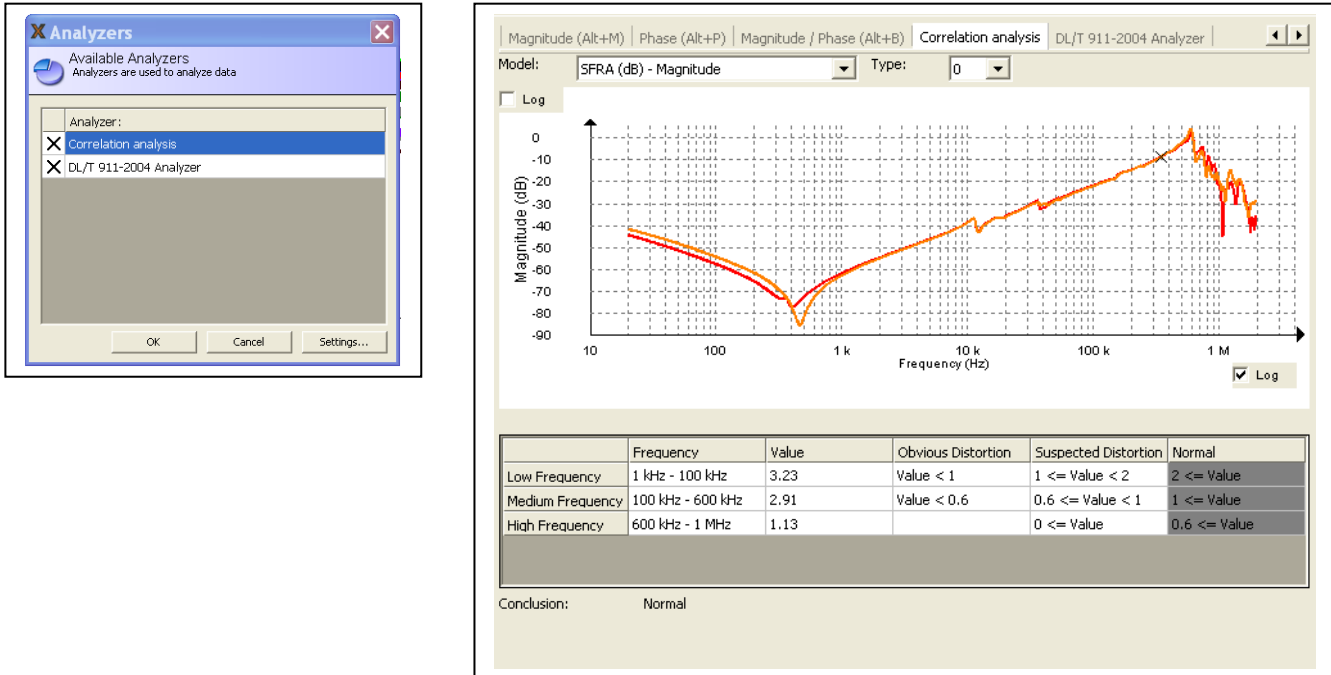 X Analyzers
Available Analyzers
Analyzers are used to analyze data
Analyzer:
Correlation analysis
DL/T 911-2004 Analyzer
OK Cancel Settings...
Magnitude (Alt+M) Phase (Alt+P) Magnitude / Phase (Alt+B) Correlation analysis DL/T 911-2004 Analyzer
Model: SFRA (dB) - Magnitude Type: 0
Log
Magnitude (dB)
0
-10
-20
-30
-40
-50
-60
-70
-80
-90
10 100 1 k 10 k 100 k 1 M
Frequency (Hz)
Log
Frequency Value Obvious Distortion Suspected Distortion Normal
Low Frequency 1 kHz - 100 kHz 3.23 Value < 1 1 <= Value < 2 2 <= Value
Medium Frequency 100 kHz - 600 kHz 2.91 Value < 0.6 0.6 <= Value < 1 1 <= Value
High Frequency 600 kHz - 1 MHz 1.13 0 <= Value 0.6 <= Value
Conclusion: Normal